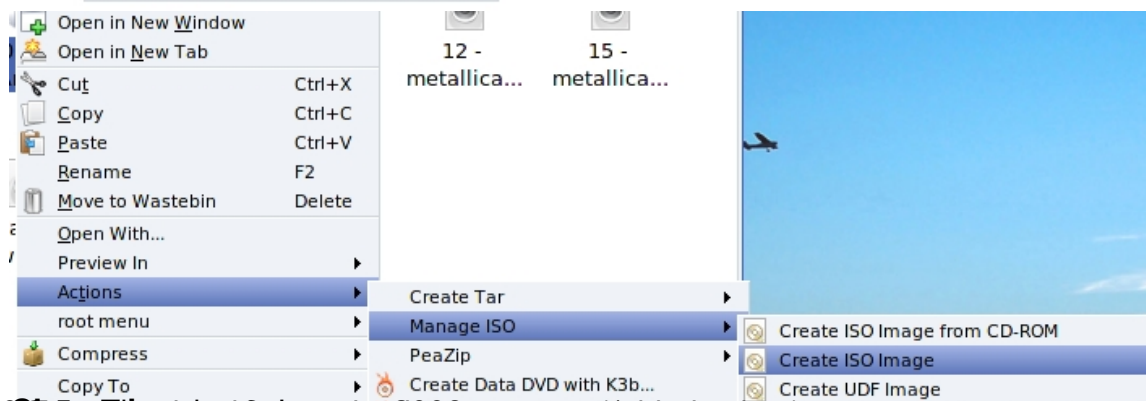 Open in New Window
Open in New Tab
Cut Ctrl+X
Copy Ctrl+C
Paste Ctrl+V
Rename F2
Move to Wastebin Delete
Open With...
Preview In
Actions
root menu
Compress
Copy To
12 -
metallica...
15 -
metallica...
Create Tar
Manage ISO
PeaZip
Create Data DVD with K3b...
Create ISO Image from CD-ROM
Create ISO Image
Create UDF Image